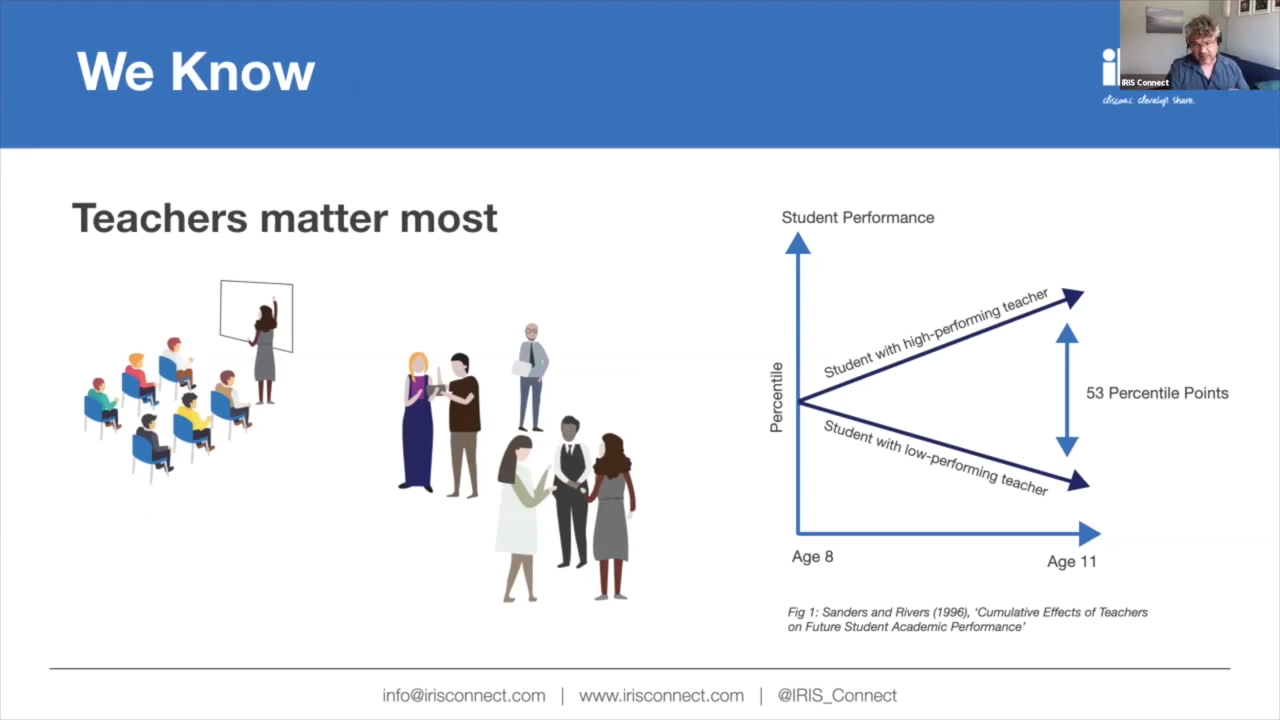 We Know
IRIS Connect
discover. develop. share.
Teachers matter most
Student Performance
Percentile
Student with high-performing teacher
53 Percentile Points
Student with low-performing teacher
Age 8
Age 11
Fig 1: Sanders and Rivers (1996), ‘Cumulative Effects of Teachers
on Future Student Academic Performance’
info@irisconnect.com | www.irisconnect.com | @IRIS_Connect